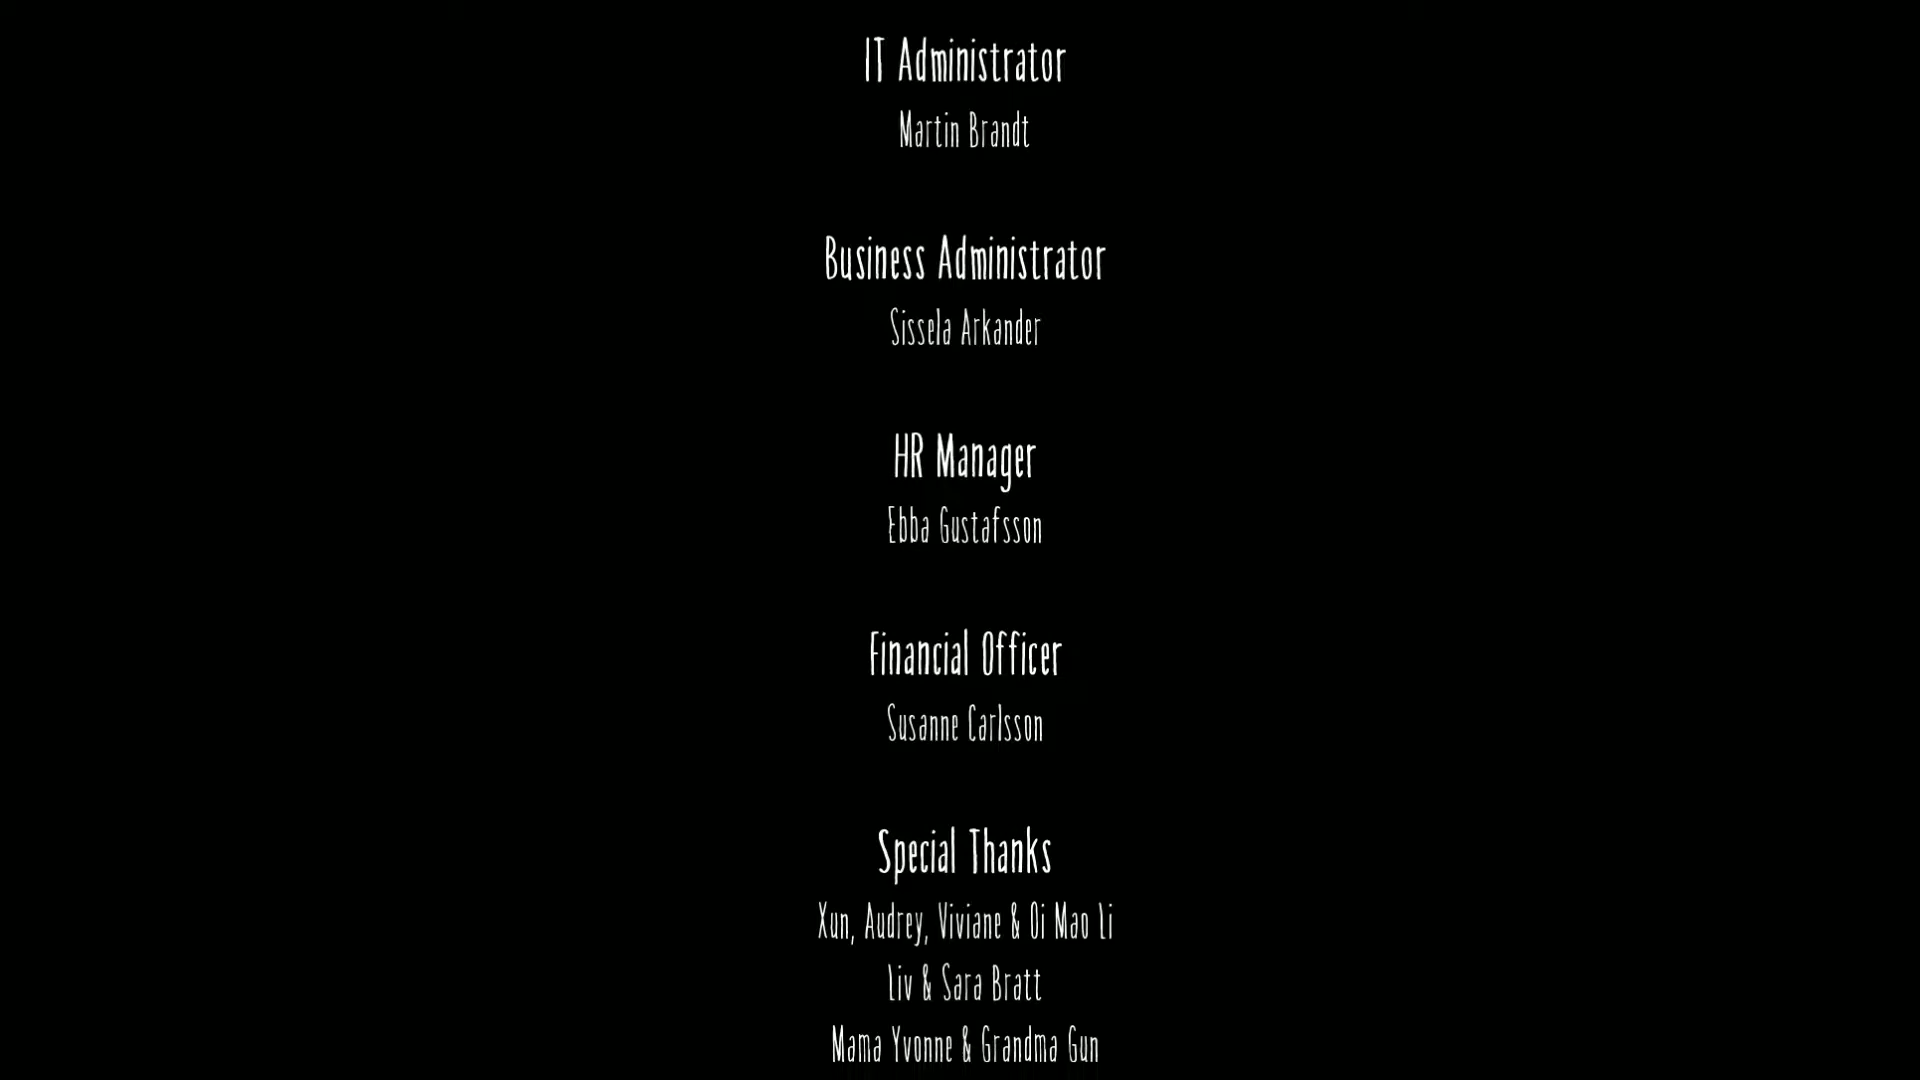 IT Administrator
Martin Brandt
Business Administrator
Sissela Arkander
HR Manager
Ebba Gustafsson
Financial Officer
Susanne Carlsson
Special Thanks
Xun, Audrey, Viviane & Oi Mao Li
Liv & Sara Bratt
Mama Yvonne & Grandma Gun